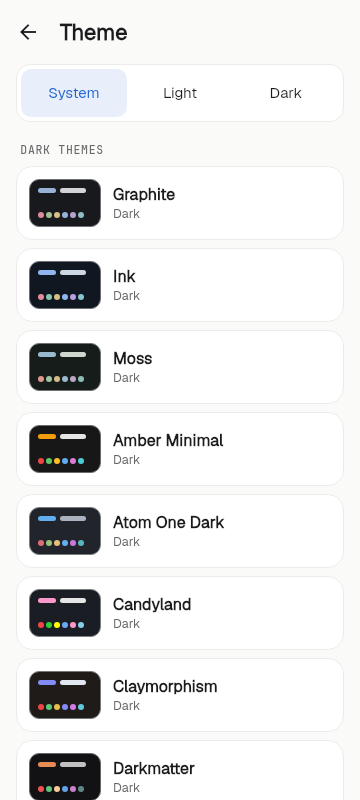 Theme
System
Light
Dark
DARK THEMES
Graphite
Dark
Ink
Dark
Moss
Dark
Amber Minimal
Dark
Atom One Dark
Dark
Candyland
Dark
Claymorphism
Dark
Darkmatter
Dark